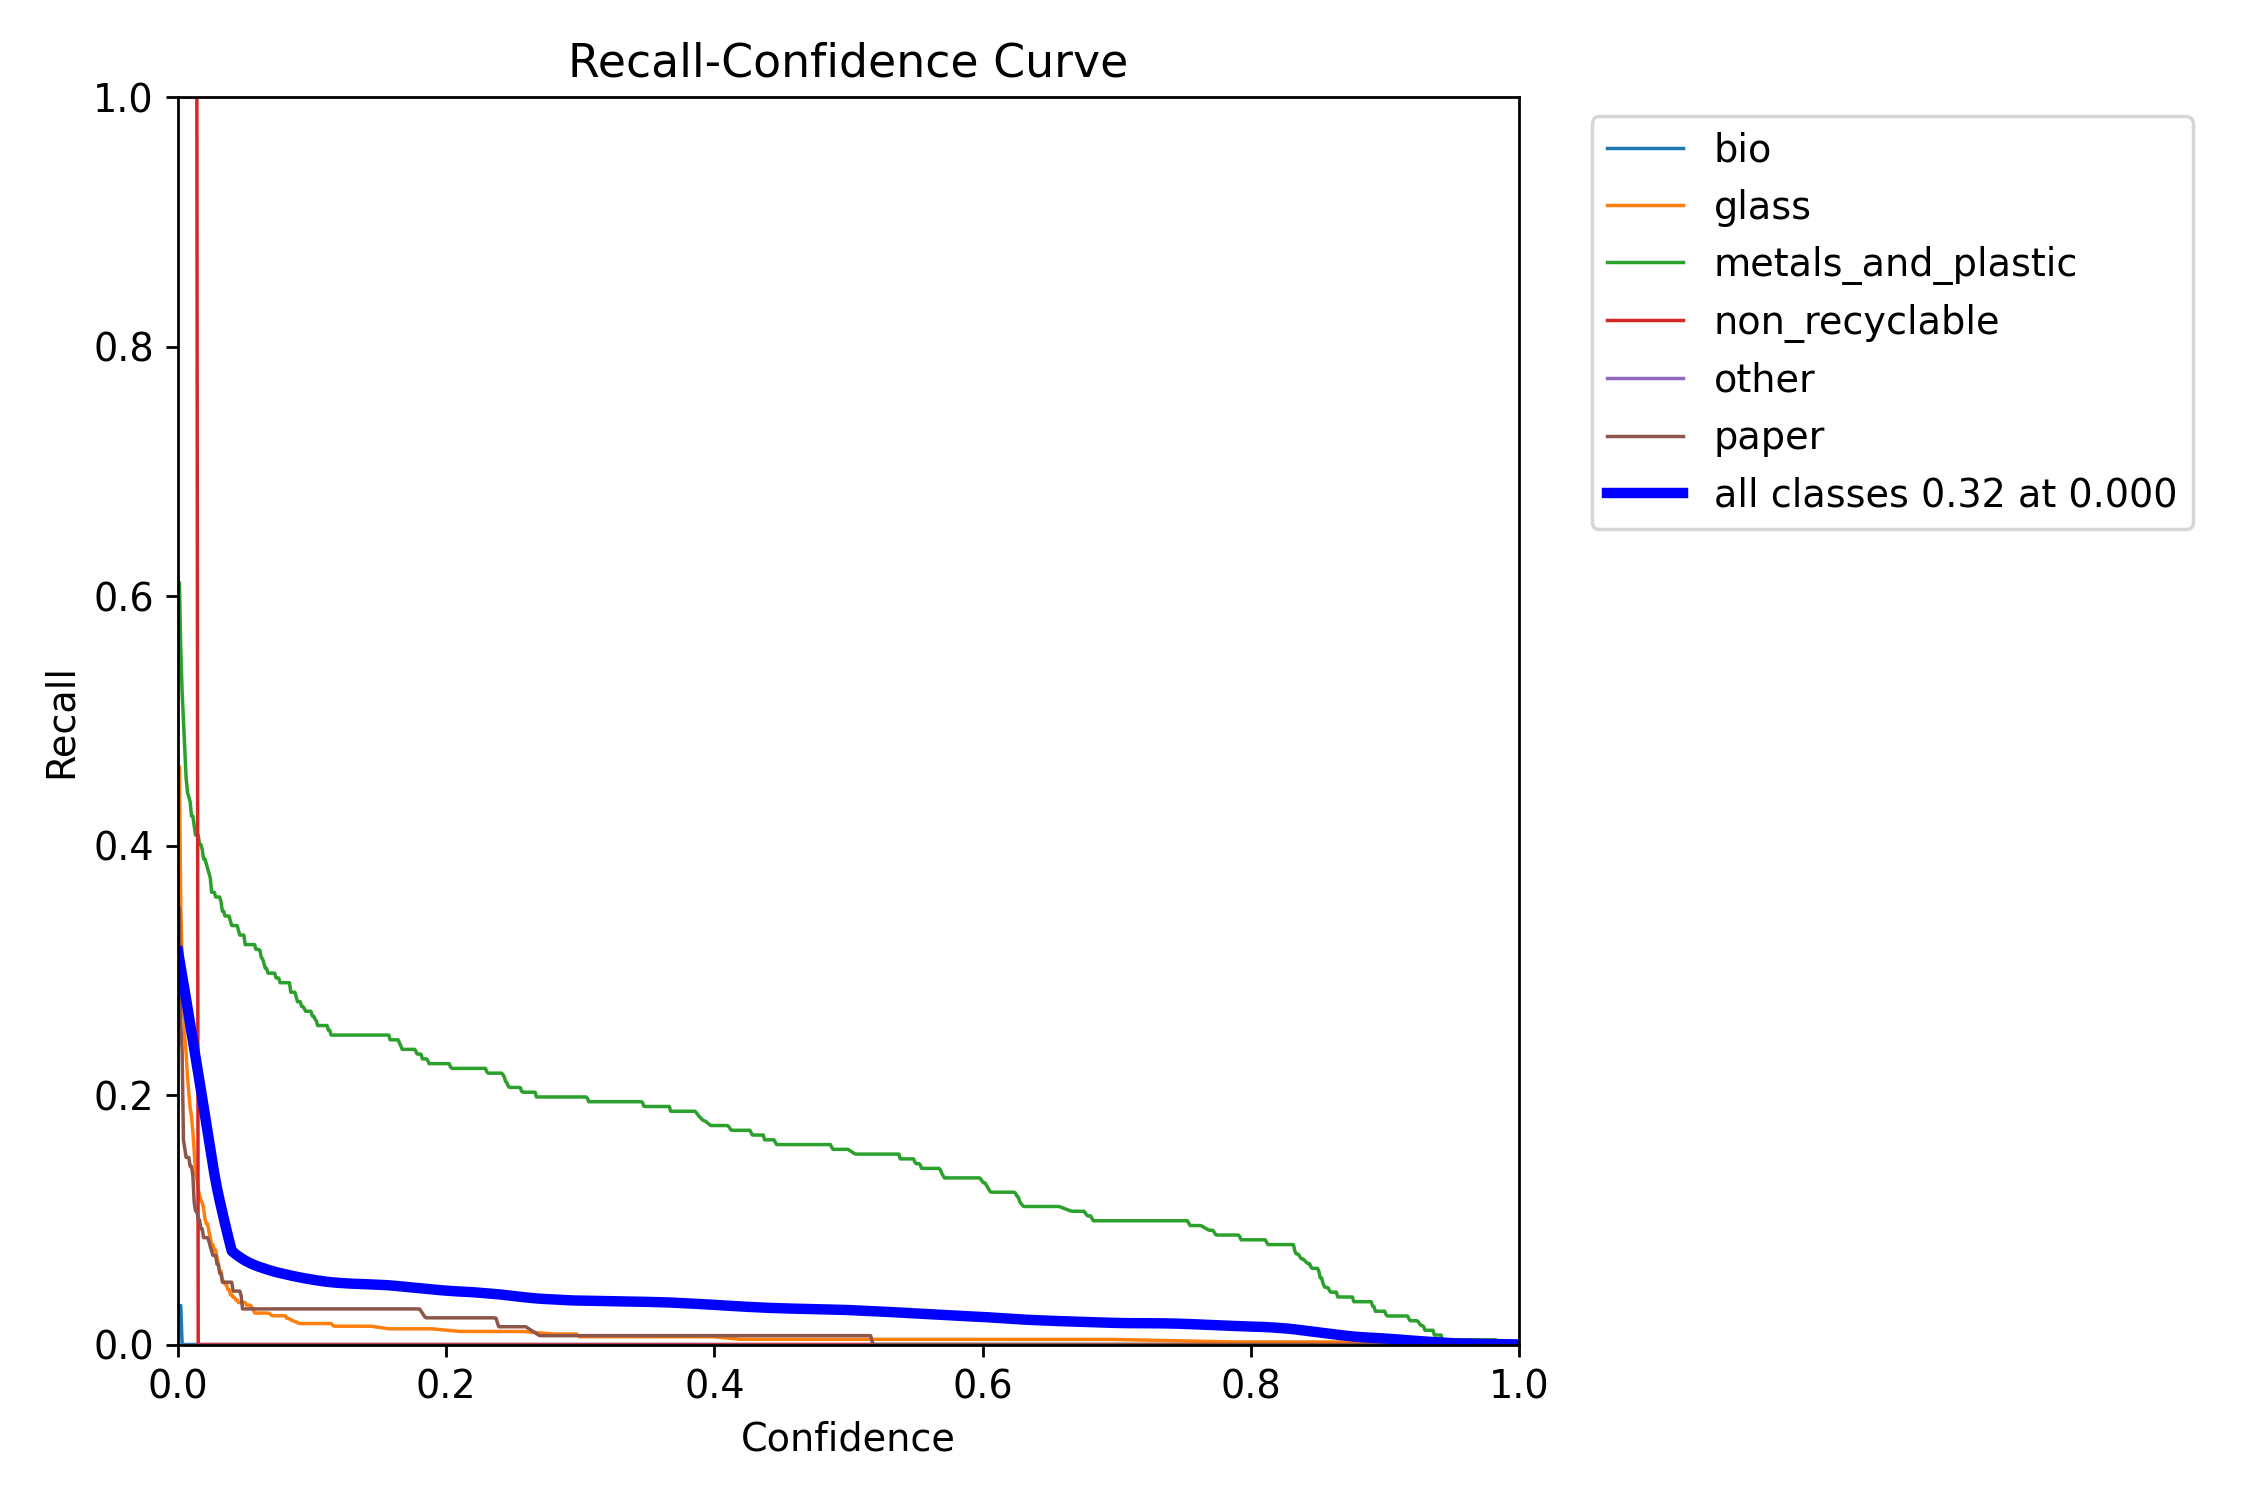 Recall-Confidence Curve
1.0
0.8
0.6
0.4
0.2
0.0
Recall
0.0 0.2 0.4 0.6 0.8 1.0
Confidence
bio
glass
metals_and_plastic
non_recyclable
other
paper
all classes 0.32 at 0.000